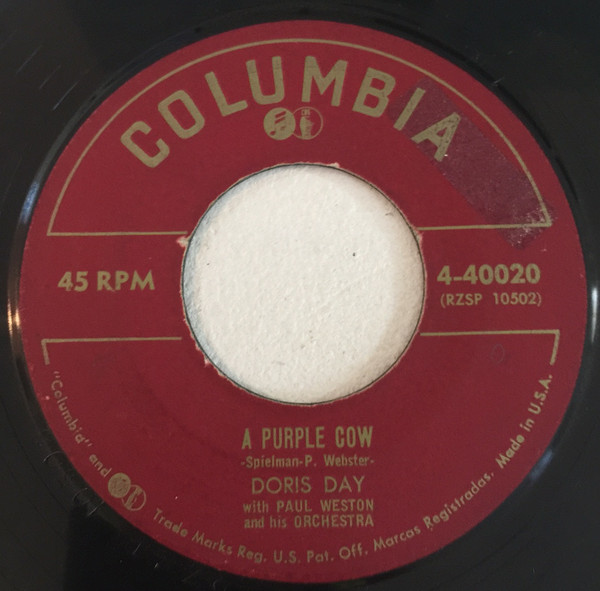 COLUMBIA
45 RPM
4-40020
(RZSP 10502)
A PURPLE COW
-Spielman-P. Webster-
DORIS DAY
with PAUL WESTON
and his ORCHESTRA
"Columbia" and Trade Marks Reg. U.S. Pat. Off. Marcas Registradas. Made in U.S.A.